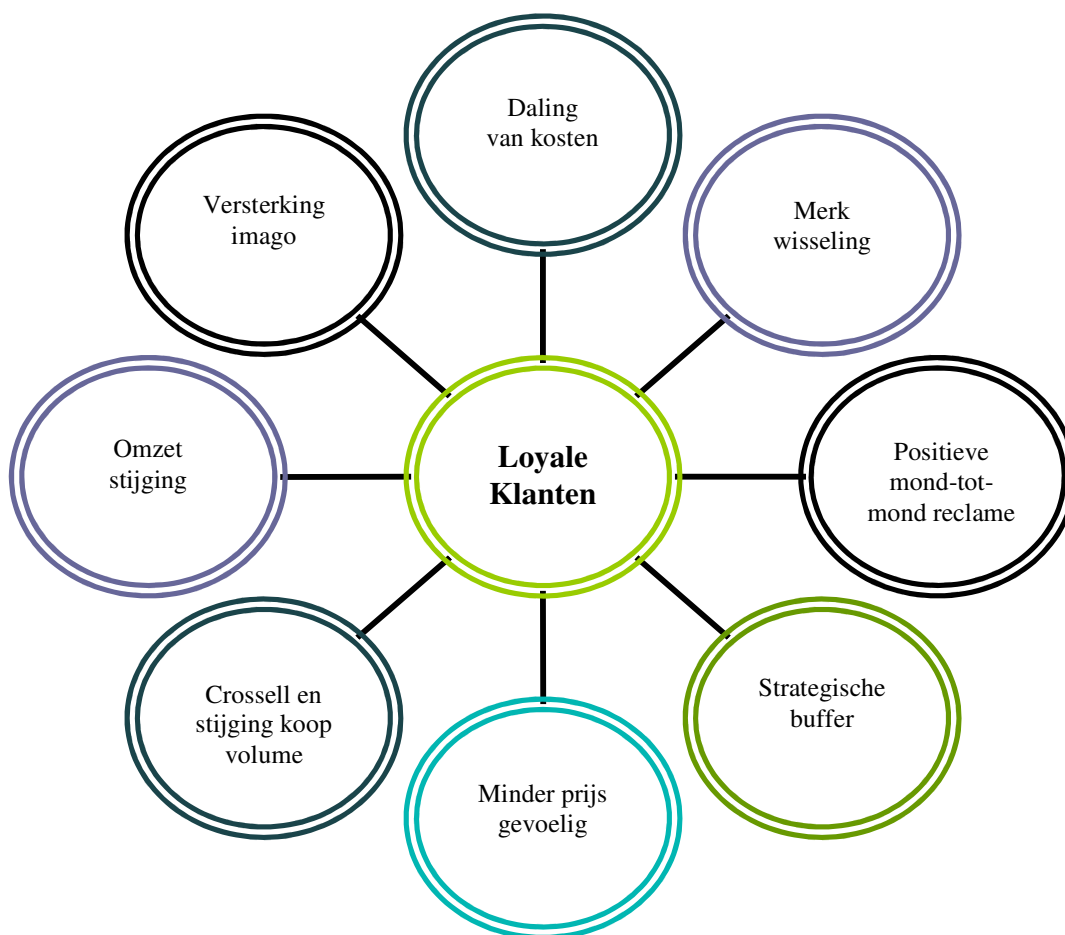 Daling
van kosten
Versterking
imago
Merk
wisseling
Omzet
stijging
Loyale
Klanten
Positieve
mond-tot-
mond reclame
Crossell en
stijging koop
volume
Strategische
buffer
Minder prijs
gevoelig